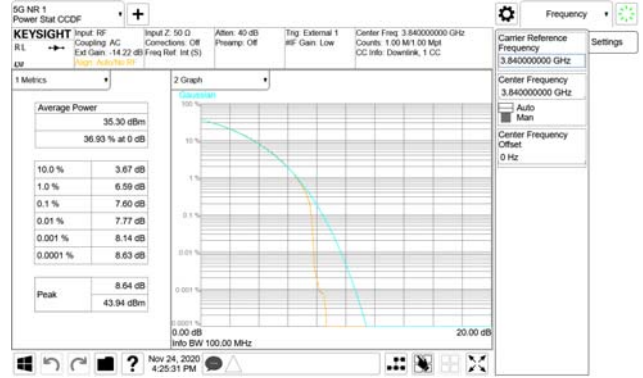 5G NR 1
Power Stat CCDF
Frequency
KEYSIGHT
RL
Input: RF
Coupling: AC
Ext Gain: -14.22 dB
Align: Auto/No RF
Input Z: 50 Ω
Corrections: Off
Freq Ref: Int (S)
Atten: 40 dB
Preamp: Off
Trig: External 1
#IF Gain: Low
Center Freq: 3.840000000 GHz
Counts: 1.00 M/1.00 Mpt
CC Info: Downlink, 1 CC
Carrier Reference
Frequency
3.840000000 GHz
Settings
Center Frequency
3.840000000 GHz
Auto
Man
Center Frequency
Offset
0 Hz
1 Metrics
Average Power
35.30 dBm
36.93 % at 0 dB
10.0 % 3.67 dB
1.0 % 6.59 dB
0.1 % 7.60 dB
0.01 % 7.77 dB
0.001 % 8.14 dB
0.0001 % 8.63 dB
Peak
8.64 dB
43.94 dBm
2 Graph
Gaussian
100 %
10 %
1 %
0.1 %
0.01 %
0.001 %
0.0001 %
0.00 dB
20.00 dB
Info BW 100.00 MHz
Nov 24, 2020
4:25:31 PM